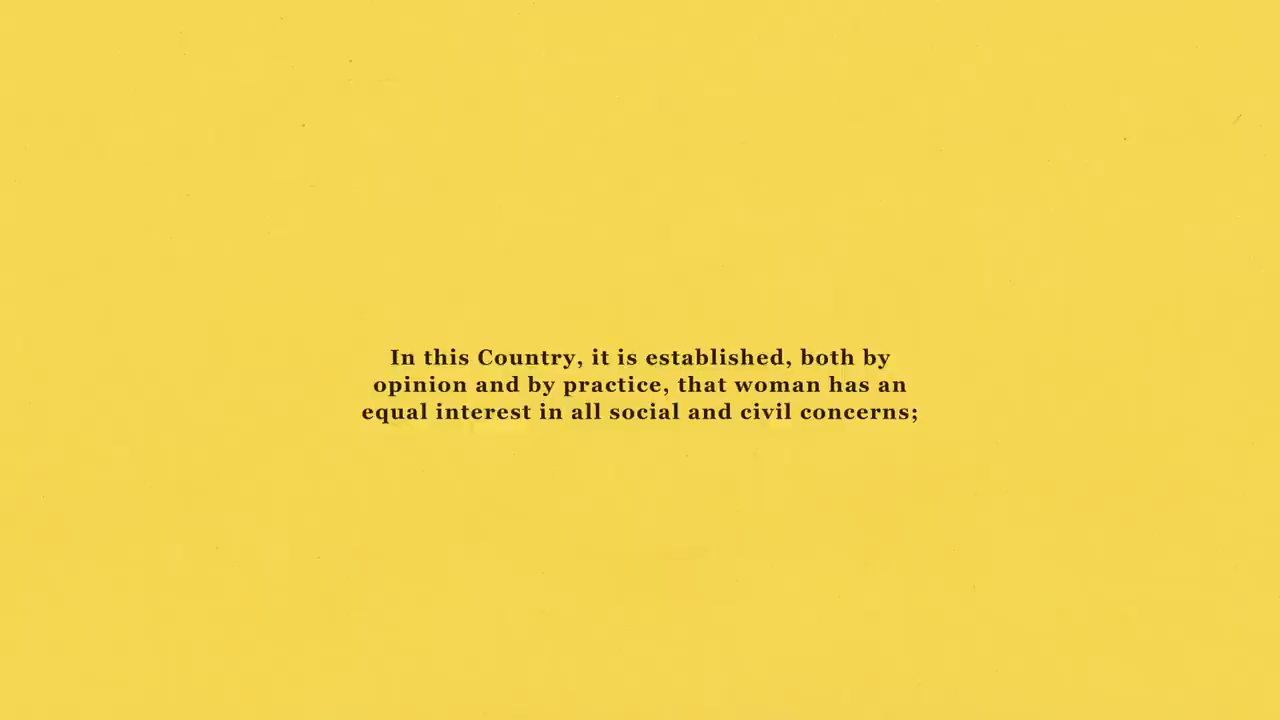 In this Country, it is established, both by
opinion and by practice, that woman has an
equal interest in all social and civil concerns;